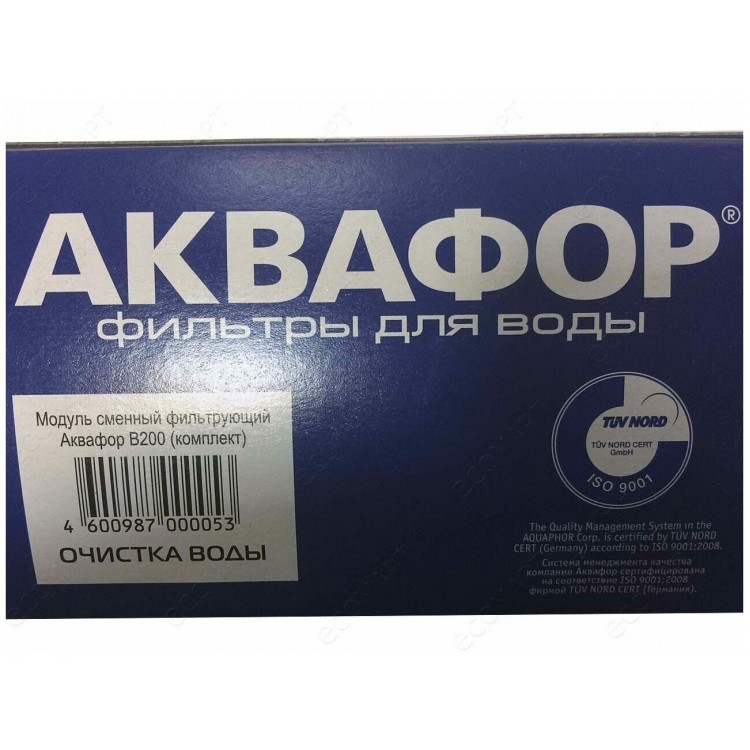 АКВАФОР®
ФИЛЬТРЫ ДЛЯ ВОДЫ
Модуль сменный фильтрующий
Аквафор В200 (комплект)
4 600987 000053
ОЧИСТКА ВОДЫ
TÜV NORD
TÜV NORD CERT
GmbH
ISO 9001
The Quality Management System in the
AQUAPHOR Corp. is certified by TÜV NORD
CERT (Germany) according to ISO 9001:2008.
Система менеджмента качества
компании Аквафор сертифицирована
на соответствие ISO 9001:2008
фирмой TÜV NORD CERT (Германия).